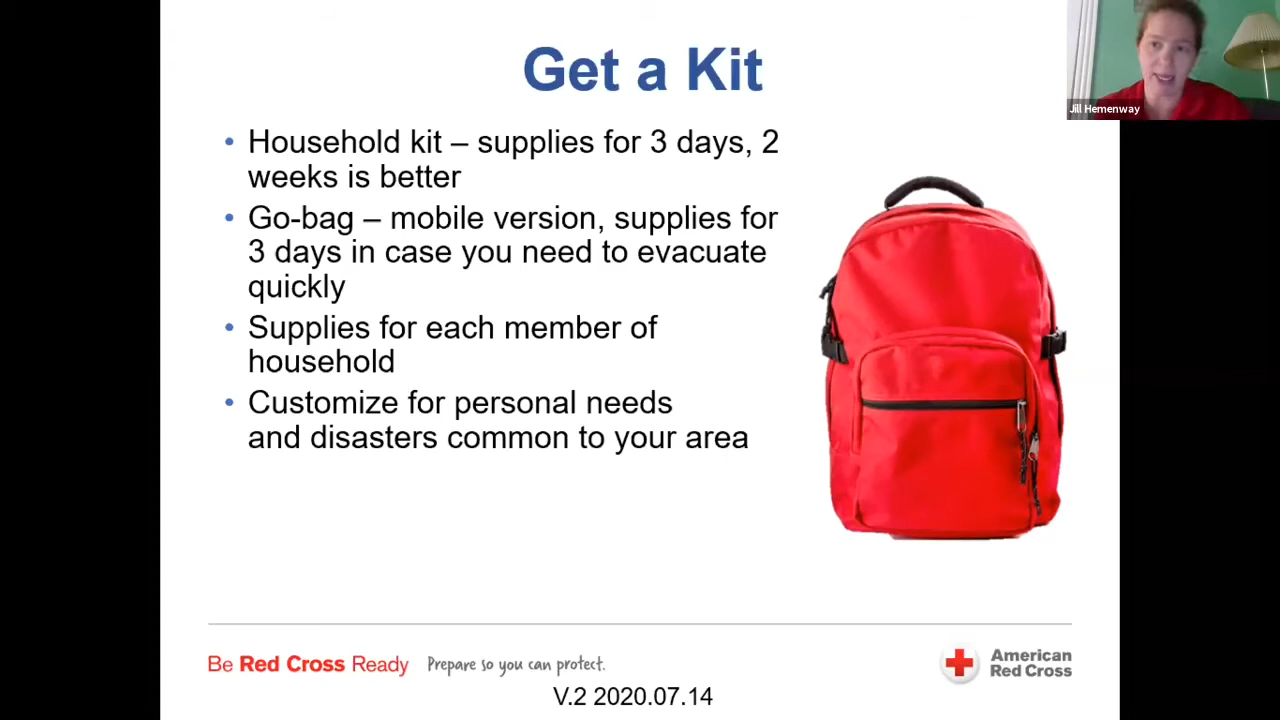 Get a Kit
Jill Hemenway
• Household kit – supplies for 3 days, 2
weeks is better
• Go-bag – mobile version, supplies for
3 days in case you need to evacuate
quickly
• Supplies for each member of
household
• Customize for personal needs
and disasters common to your area
Be Red Cross Ready
Prepare so you can protect.
American
Red Cross
V.2 2020.07.14